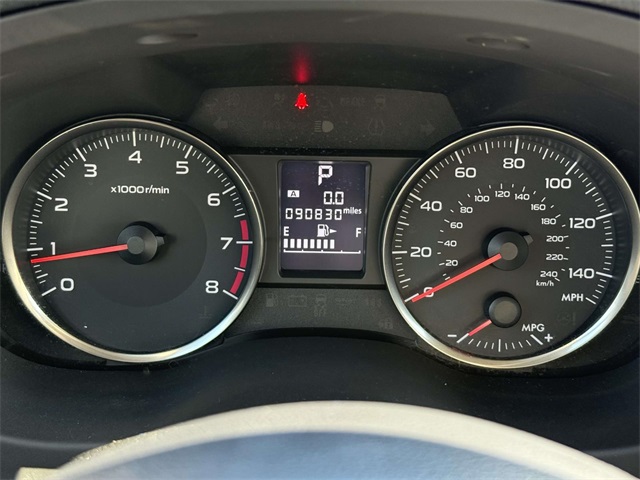 0 1 2 3 4 5 6 7 8
x1000r/min
P
A 0.0
090830 miles
E F
0 20 40 60 80 100 120 140
20 40 60 80 100 120 140 160 180 200 220 240
km/h
MPH
- MPG +